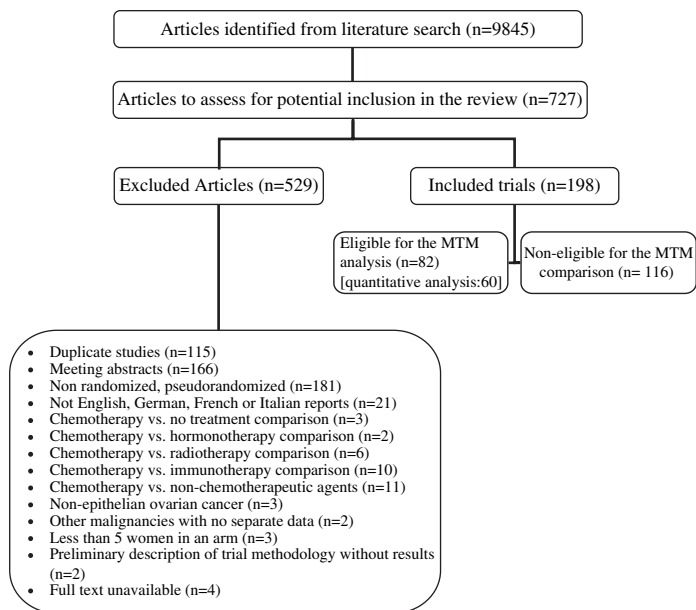 Articles identified from literature search (n=9845)
Articles to assess for potential inclusion in the review (n=727)
Excluded Articles (n=529)
Included trials (n=198)
Eligible for the MTM
analysis (n=82)
[quantitative analysis:60]
Non-eligible for the MTM
comparison (n= 116)
• Duplicate studies (n=115)
• Meeting abstracts (n=166)
• Non randomized, pseudorandomized (n=181)
• Not English, German, French or Italian reports (n=21)
• Chemotherapy vs. no treatment comparison (n=3)
• Chemotherapy vs. hormonotherapy comparison (n=2)
• Chemotherapy vs. radiotherapy comparison (n=6)
• Chemotherapy vs. immunotherapy comparison (n=10)
• Chemotherapy vs. non-chemotherapeutic agents (n=11)
• Non-epithelian ovarian cancer (n=3)
• Other malignancies with no separate data (n=2)
• Less than 5 women in an arm (n=3)
• Preliminary description of trial methodology without results
(n=2)
• Full text unavailable (n=4)